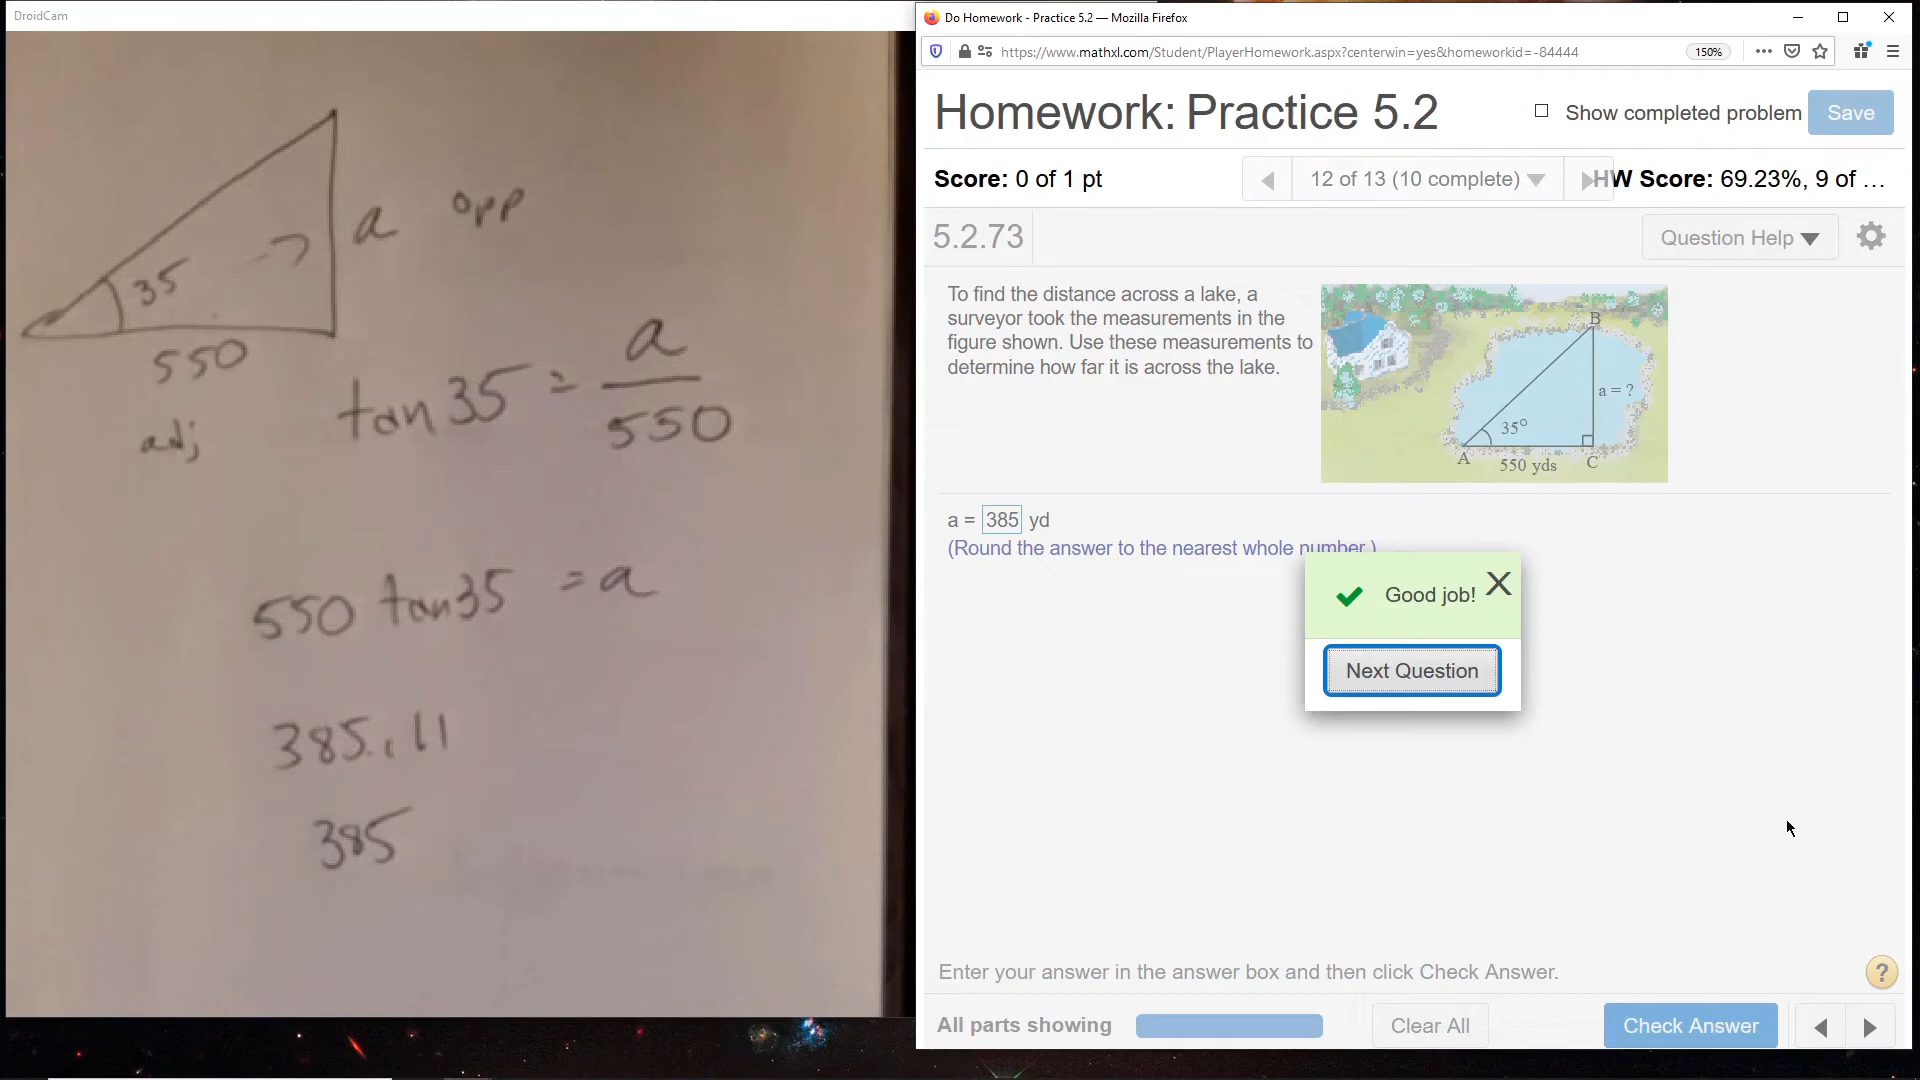 DroidCam
35
a
opp
550
adj
tan 35 = a
550
550 tan 35 = a
385.11
385
Do Homework - Practice 5.2 — Mozilla Firefox
https://www.mathxl.com/Student/PlayerHomework.aspx?centerwin=yes&homeworkid=-84444
150%
Homework: Practice 5.2
Show completed problem
Save
Score: 0 of 1 pt
12 of 13 (10 complete)
HW Score: 69.23%, 9 of …
5.2.73
Question Help
To find the distance across a lake, a
surveyor took the measurements in the
figure shown. Use these measurements to
determine how far it is across the lake.
B
a = ?
35°
A
550 yds
C
a = 385 yd
(Round the answer to the nearest whole number.)
Good job!
X
Next Question
Enter your answer in the answer box and then click Check Answer.
?
All parts showing
Clear All
Check Answer